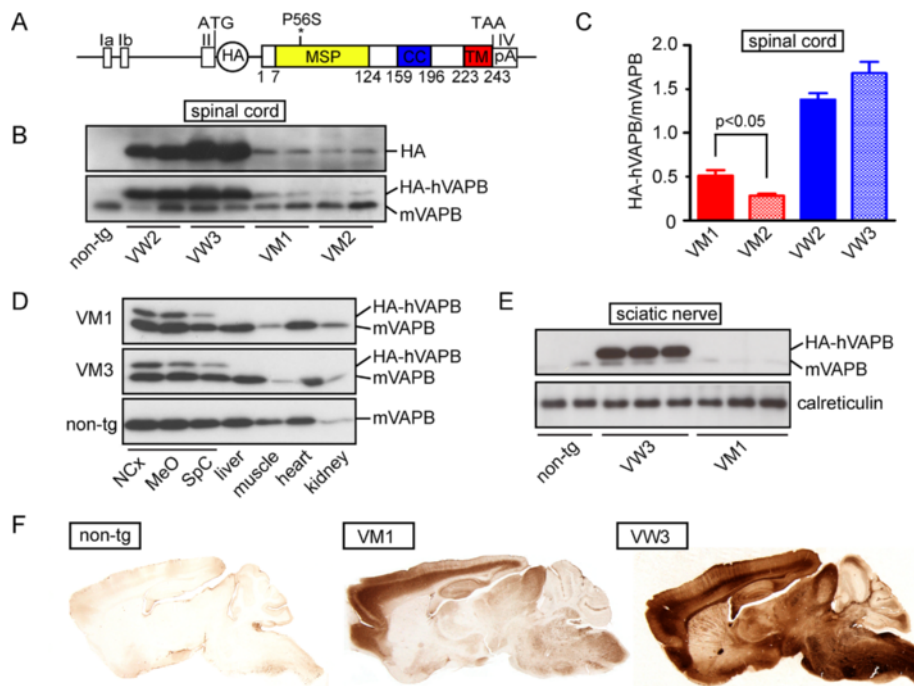 A
Ia Ib
ATG
II
HA
P56S
*
MSP
CC
TM
TAA
IV
pA
1 7 124 159 196 223 243
B
spinal cord
HA
HA-hVAPB
mVAPB
non-tg VW2 VW3 VM1 VM2
C
spinal cord
HA-hVAPB/mVAPB
2.0
1.5
1.0
0.5
0
p<0.05
VM1 VM2 VW2 VW3
D
VM1
HA-hVAPB
mVAPB
VM3
HA-hVAPB
mVAPB
non-tg
mVAPB
NCx MeO SpC liver muscle heart kidney
E
sciatic nerve
HA-hVAPB
mVAPB
calreticulin
non-tg VW3 VM1
F
non-tg
VM1
VW3